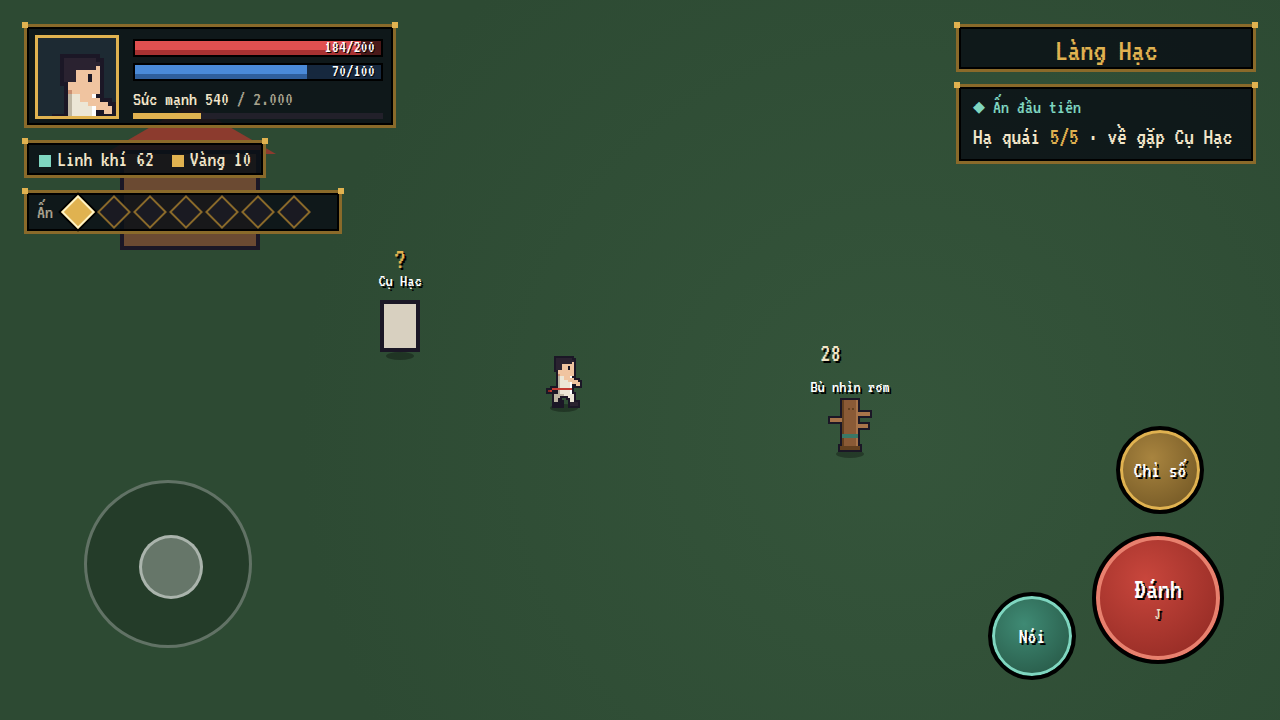 184/200
70/100
Sức mạnh 540 / 2.000
Linh khí 62 Vàng 10
Ấn
Làng Hạc
Ấn đầu tiên
Hạ quái 5/5 · về gặp Cụ Hạc
?
Cụ Hạc
28
Bù nhìn rơm
Chỉ số
Đánh
J
Nói